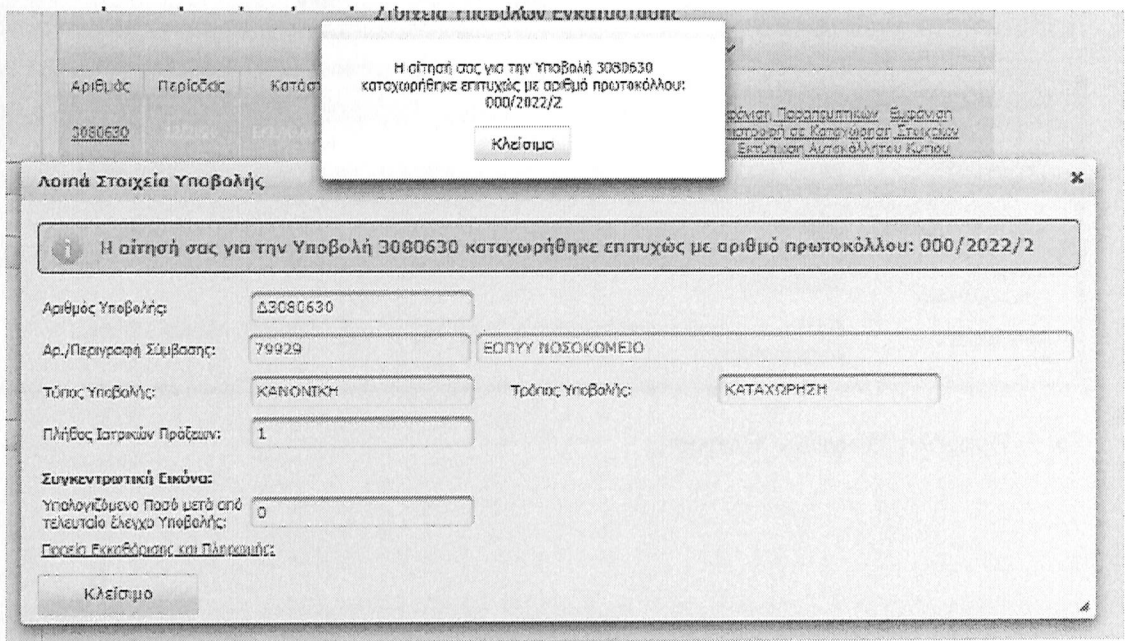 Στοιχεία Υποβολών Εγκατάστασης
Η αίτησή σας για την Υποβολή 3080630
καταχωρήθηκε επιτυχώς με αριθμό πρωτοκόλλου:
000/2022/2
Κλείσιμο
Αριθμός Περίοδος Κατάστ
3080630
Εμφάνιση
σε Καταχώρηση Στοιχείων
Εκτύπωση Αυτοκόλλητου Κυτίου
Λοιπά Στοιχεία Υποβολής
Η αίτησή σας για την Υποβολή 3080630 καταχωρήθηκε επιτυχώς με αριθμό πρωτοκόλλου: 000/2022/2
Αριθμός Υποβολής: Δ3080630
Αρ./Περιγραφή Σύμβασης: 79929 ΕΟΠΥΥ ΝΟΣΟΚΟΜΕΙΟ
Τύπος Υποβολής: ΚΑΝΟΝΙΚΗ Τρόπος Υποβολής: ΚΑΤΑΧΩΡΗΣΗ
Πλήθος Ιατρικών Πράξεων: 1
Συγκεντρωτική Εικόνα:
Υπολογιζόμενο Ποσό μετά από
τελευταίο έλεγχο Υποβολής: 0
Πορεία Εκκαθάρισης και Πληρωμής:
Κλείσιμο